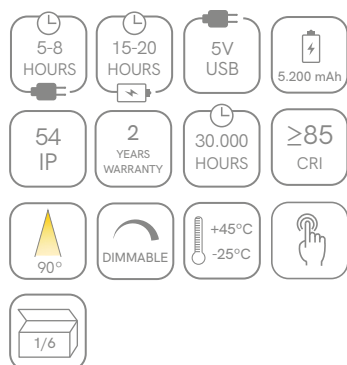 5-8
HOURS
15-20
HOURS
5V
USB
5.200 mAh
54
IP
2
YEARS
WARRANTY
30.000
HOURS
≥85
CRI
90°
DIMMABLE
+45°C
-25°C
1/6